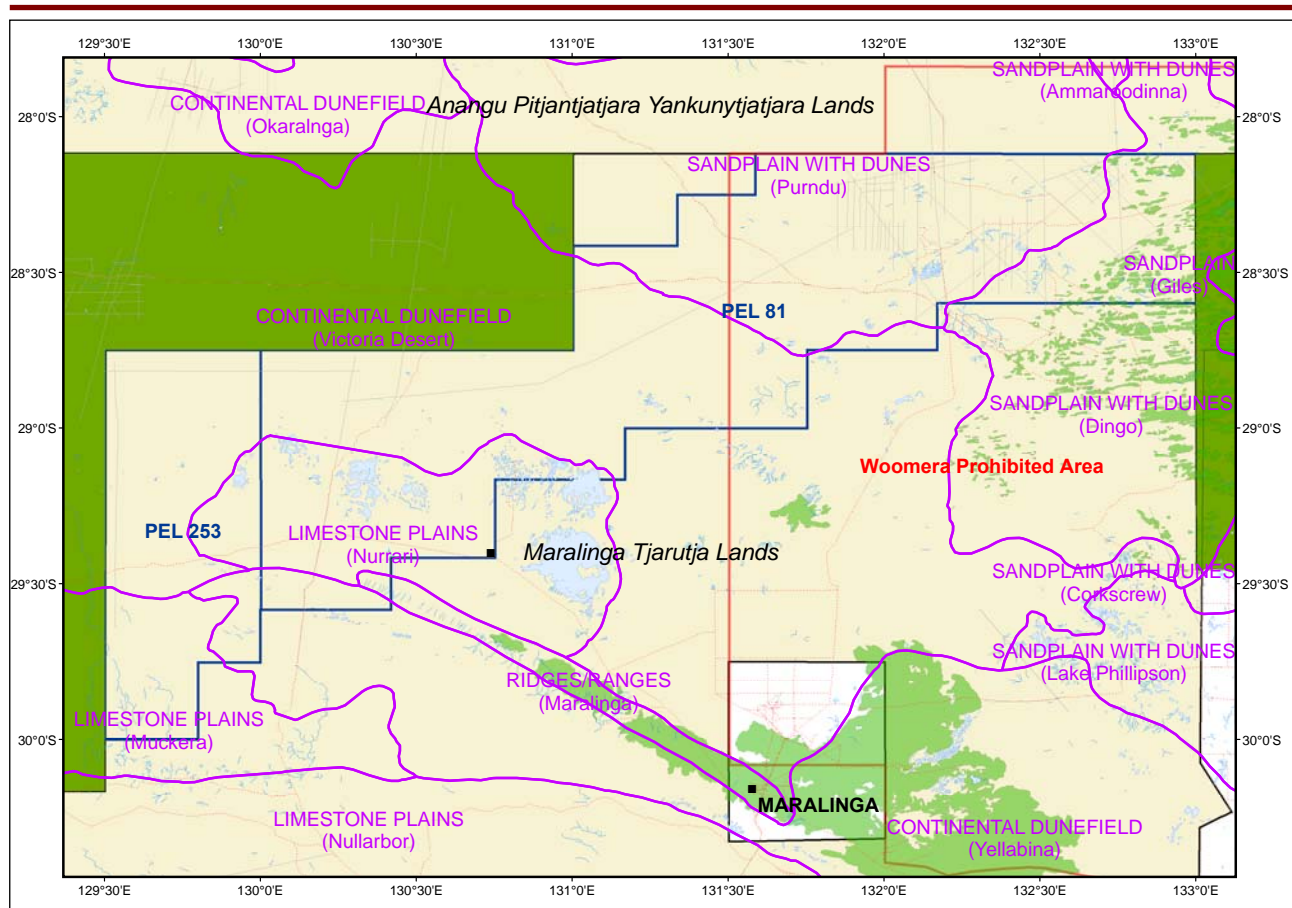 129°30'E 130°0'E 130°30'E 131°0'E 131°30'E 132°0'E 132°30'E 133°0'E
SANDPLAIN WITH DUNES
(Ammaroodinna)
CONTINENTAL DUNEFIELD
(Okaralnga)
Anangu Pitjantjatjara Yankunytjatjara Lands
28°0'S 28°0'S
SANDPLAIN WITH DUNES
(Purndu)
28°30'S 28°30'S
SANDPLAIN
(Giles)
CONTINENTAL DUNEFIELD
(Victoria Desert)
PEL 81
SANDPLAIN WITH DUNES
(Dingo)
29°0'S 29°0'S
Woomera Prohibited Area
PEL 253
LIMESTONE PLAINS
(Nurrari)
Maralinga Tjarutja Lands
29°30'S 29°30'S
SANDPLAIN WITH DUNES
(Corkscrew)
SANDPLAIN WITH DUNES
(Lake Phillipson)
RIDGES/RANGES
(Maralinga)
LIMESTONE PLAINS
(Muckera)
30°0'S 30°0'S
MARALINGA
LIMESTONE PLAINS
(Nullarbor)
CONTINENTAL DUNEFIELD
(Yellabina)
129°30'E 130°0'E 130°30'E 131°0'E 131°30'E 132°0'E 132°30'E 133°0'E